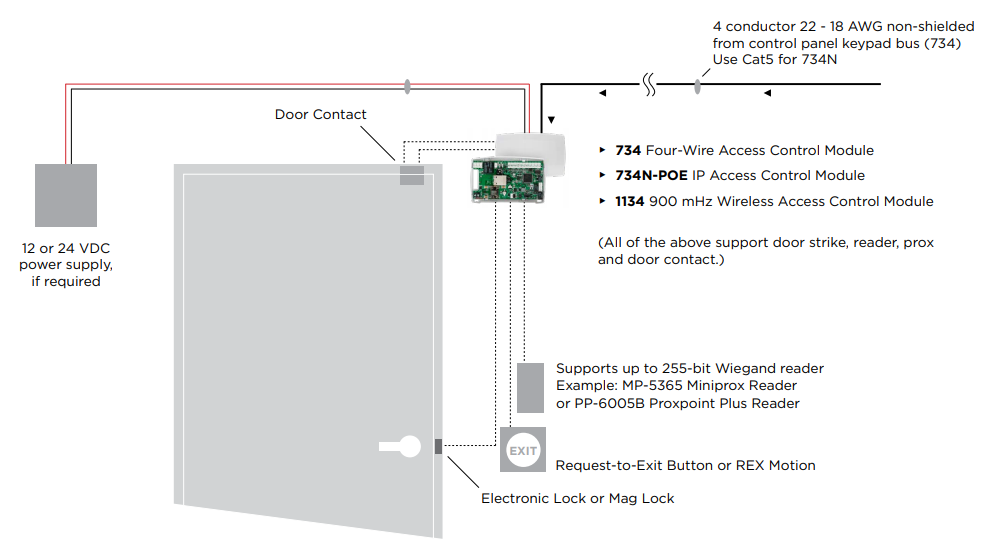 4 conductor 22 - 18 AWG non-shielded
from control panel keypad bus (734)
Use Cat5 for 734N
Door Contact
‣ 734 Four-Wire Access Control Module
‣ 734N-POE IP Access Control Module
‣ 1134 900 mHz Wireless Access Control Module
(All of the above support door strike, reader, prox
and door contact.)
12 or 24 VDC
power supply,
if required
Supports up to 255-bit Wiegand reader
Example: MP-5365 Miniprox Reader
or PP-6005B Proxpoint Plus Reader
EXIT
Request-to-Exit Button or REX Motion
Electronic Lock or Mag Lock